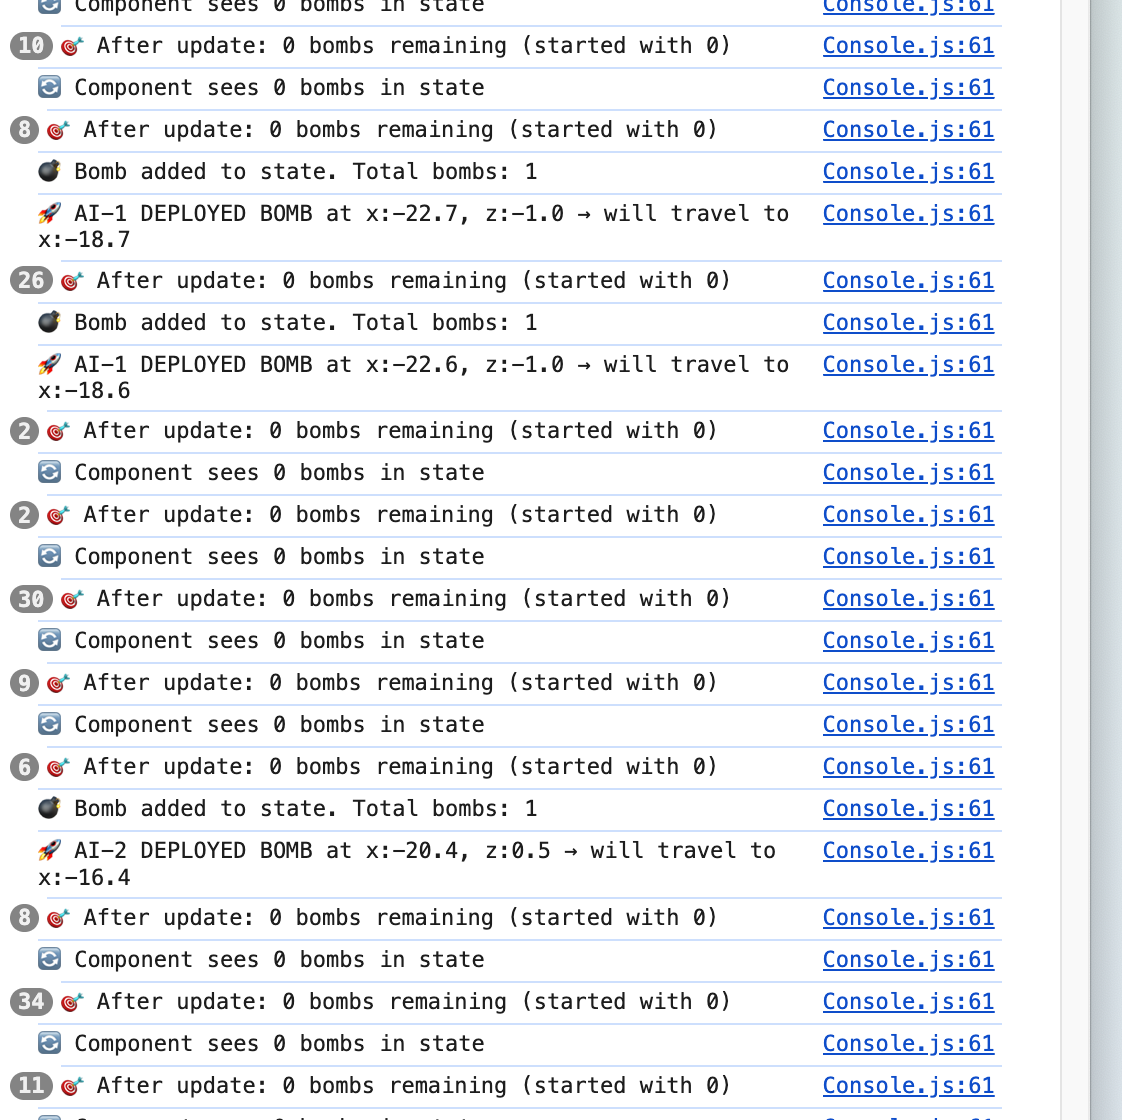 Component sees 0 bombs in state Console.js:61
10 🎯 After update: 0 bombs remaining (started with 0) Console.js:61
🔄 Component sees 0 bombs in state Console.js:61
8 🎯 After update: 0 bombs remaining (started with 0) Console.js:61
💣 Bomb added to state. Total bombs: 1 Console.js:61
🚀 AI-1 DEPLOYED BOMB at x:-22.7, z:-1.0 → will travel to Console.js:61
x:-18.7
26 🎯 After update: 0 bombs remaining (started with 0) Console.js:61
💣 Bomb added to state. Total bombs: 1 Console.js:61
🚀 AI-1 DEPLOYED BOMB at x:-22.6, z:-1.0 → will travel to Console.js:61
x:-18.6
2 🎯 After update: 0 bombs remaining (started with 0) Console.js:61
🔄 Component sees 0 bombs in state Console.js:61
2 🎯 After update: 0 bombs remaining (started with 0) Console.js:61
🔄 Component sees 0 bombs in state Console.js:61
30 🎯 After update: 0 bombs remaining (started with 0) Console.js:61
🔄 Component sees 0 bombs in state Console.js:61
9 🎯 After update: 0 bombs remaining (started with 0) Console.js:61
🔄 Component sees 0 bombs in state Console.js:61
6 🎯 After update: 0 bombs remaining (started with 0) Console.js:61
💣 Bomb added to state. Total bombs: 1 Console.js:61
🚀 AI-2 DEPLOYED BOMB at x:-20.4, z:0.5 → will travel to Console.js:61
x:-16.4
8 🎯 After update: 0 bombs remaining (started with 0) Console.js:61
🔄 Component sees 0 bombs in state Console.js:61
34 🎯 After update: 0 bombs remaining (started with 0) Console.js:61
🔄 Component sees 0 bombs in state Console.js:61
11 🎯 After update: 0 bombs remaining (started with 0) Console.js:61